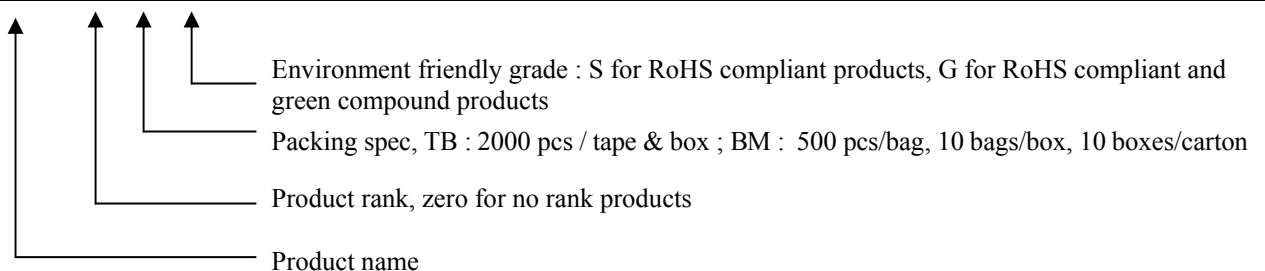 Environment friendly grade : S for RoHS compliant products, G for RoHS compliant and
green compound products
Packing spec, TB : 2000 pcs / tape & box ; BM : 500 pcs/bag, 10 bags/box, 10 boxes/carton
Product rank, zero for no rank products
Product name